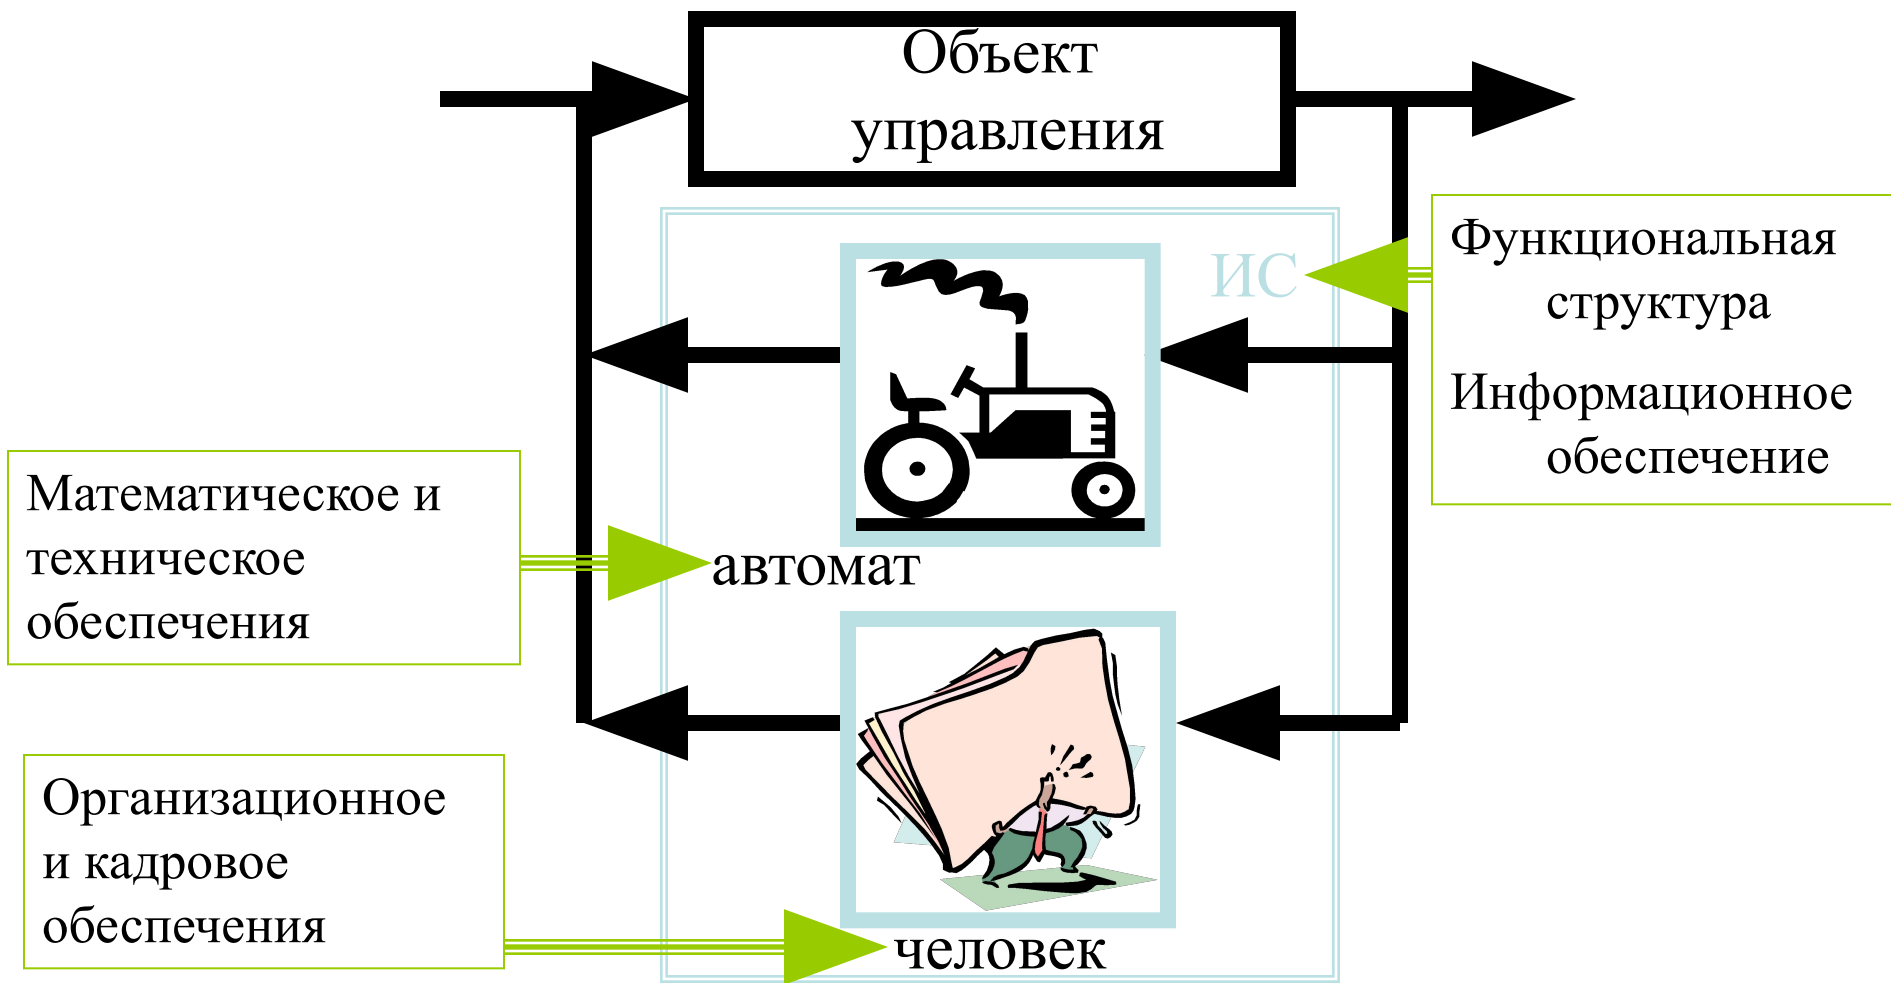 Объект
управления
ИС
Функциональная
структура
Информационное
обеспечение
Математическое и
техническое
обеспечения
автомат
Организационное
и кадровое
обеспечения
человек